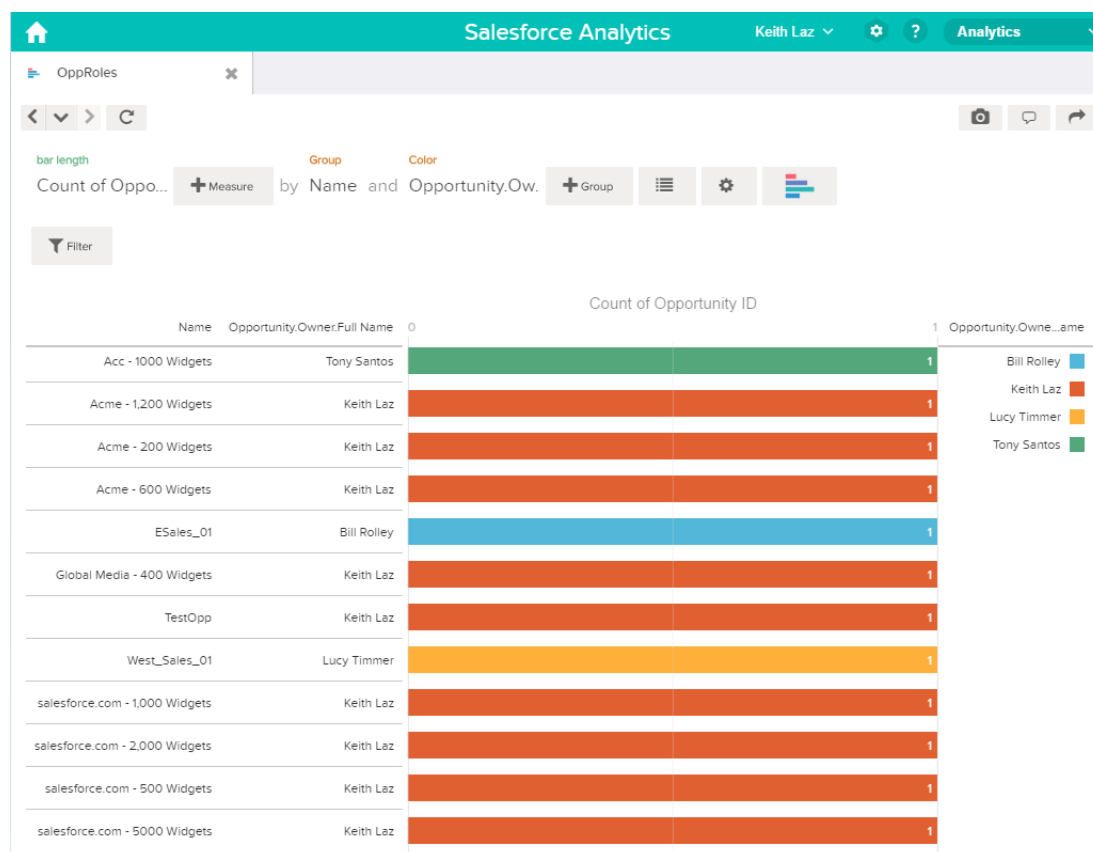 Salesforce Analytics Keith Laz ? Analytics
OppRoles
bar length Group Color
Count of Oppo... Measure by Name and Opportunity.Ow. Group
Filter
Count of Opportunity ID
Name Opportunity.Owner.Full Name 0 1 Opportunity.Owne...ame
Acc - 1000 Widgets Tony Santos 1 Bill Rolley
Keith Laz
Acme - 1,200 Widgets Keith Laz 1
Lucy Timmer
Acme - 200 Widgets Keith Laz 1 Tony Santos
Acme - 600 Widgets Keith Laz 1
ESales_01 Bill Rolley 1
Global Media - 400 Widgets Keith Laz 1
TestOpp Keith Laz 1
West_Sales_01 Lucy Timmer 1
salesforce.com - 1,000 Widgets Keith Laz 1
salesforce.com - 2,000 Widgets Keith Laz 1
salesforce.com - 500 Widgets Keith Laz 1
salesforce.com - 5000 Widgets Keith Laz 1